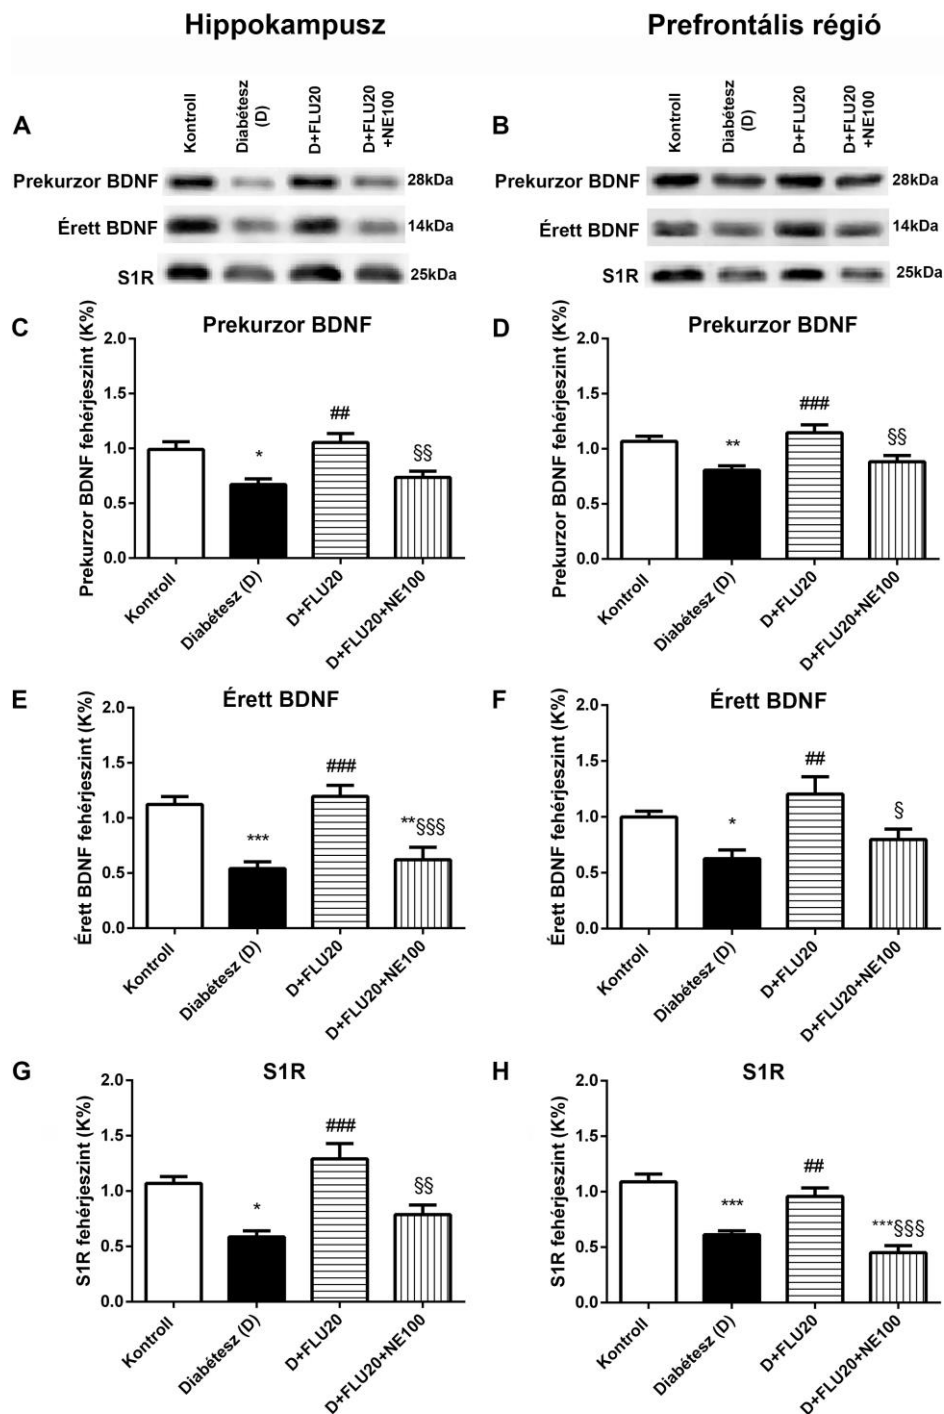 Hippokampusz
Prefrontális régió
A
Kontroll
Diabétesz
(D)
D+FLU20
D+FLU20
+NE100
Prekurzor BDNF
28kDa
Érett BDNF
14kDa
S1R
25kDa
B
Kontroll
Diabétesz
(D)
D+FLU20
D+FLU20
+NE100
Prekurzor BDNF
28kDa
Érett BDNF
14kDa
S1R
25kDa
C
Prekurzor BDNF
Prekurzor BDNF fehérjeszint (K%)
2.0
1.5
1.0
0.5
0.0
*
##
§§
Kontroll
Diabétesz (D)
D+FLU20
D+FLU20+NE100
D
Prekurzor BDNF
Prekurzor BDNF fehérjeszint (K%)
2.0
1.5
1.0
0.5
0.0
**
###
§§
Kontroll
Diabétesz (D)
D+FLU20
D+FLU20+NE100
E
Érett BDNF
Érett BDNF fehérjeszint (K%)
2.0
1.5
1.0
0.5
0.0
***
###
**§§§
Kontroll
Diabétesz (D)
D+FLU20
D+FLU20+NE100
F
Érett BDNF
Érett BDNF fehérjeszint (K%)
2.0
1.5
1.0
0.5
0.0
*
##
§
Kontroll
Diabétesz (D)
D+FLU20
D+FLU20+NE100
G
S1R
S1R fehérjeszint (K%)
2.0
1.5
1.0
0.5
0.0
*
###
§§
Kontroll
Diabétesz (D)
D+FLU20
D+FLU20+NE100
H
S1R
S1R fehérjeszint (K%)
2.0
1.5
1.0
0.5
0.0
***
##
***§§§
Kontroll
Diabétesz (D)
D+FLU20
D+FLU20+NE100